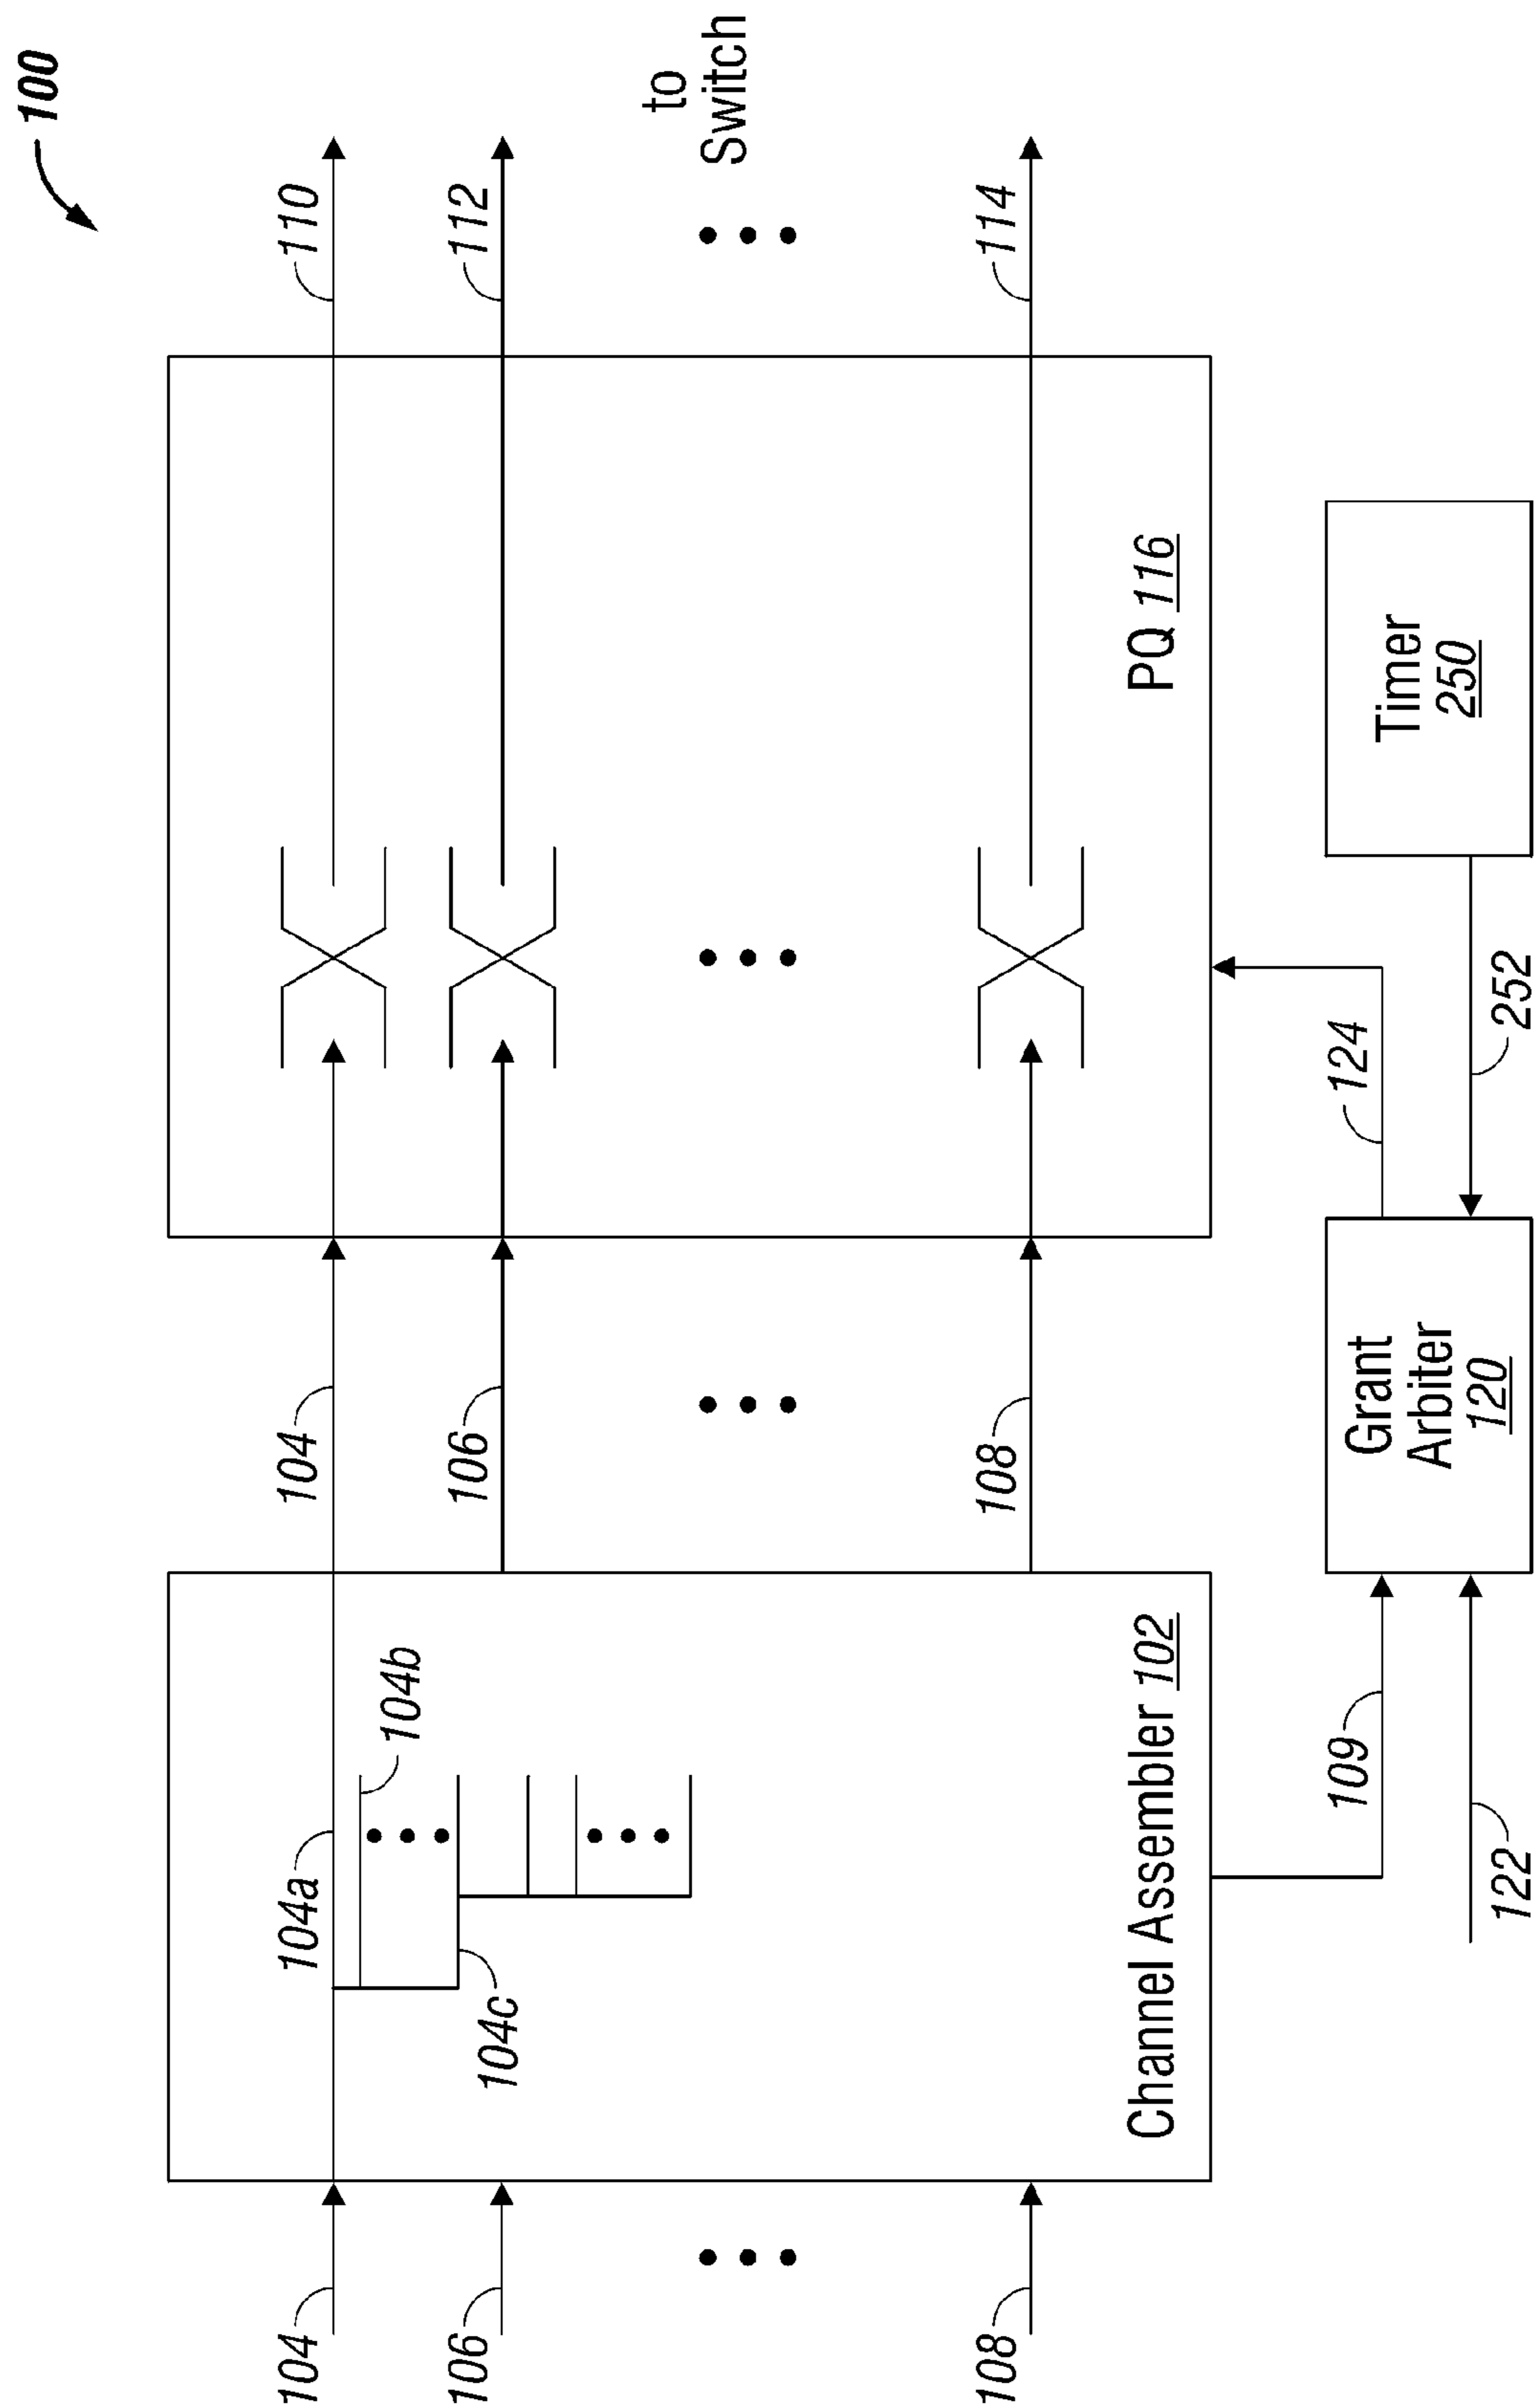 100
110
112
to
Switch
114
104
106
108
PQ 116
104a
104b
104c
104
106
108
Channel Assembler 102
109
122
Grant
Arbiter
120
124
252
Timer
250